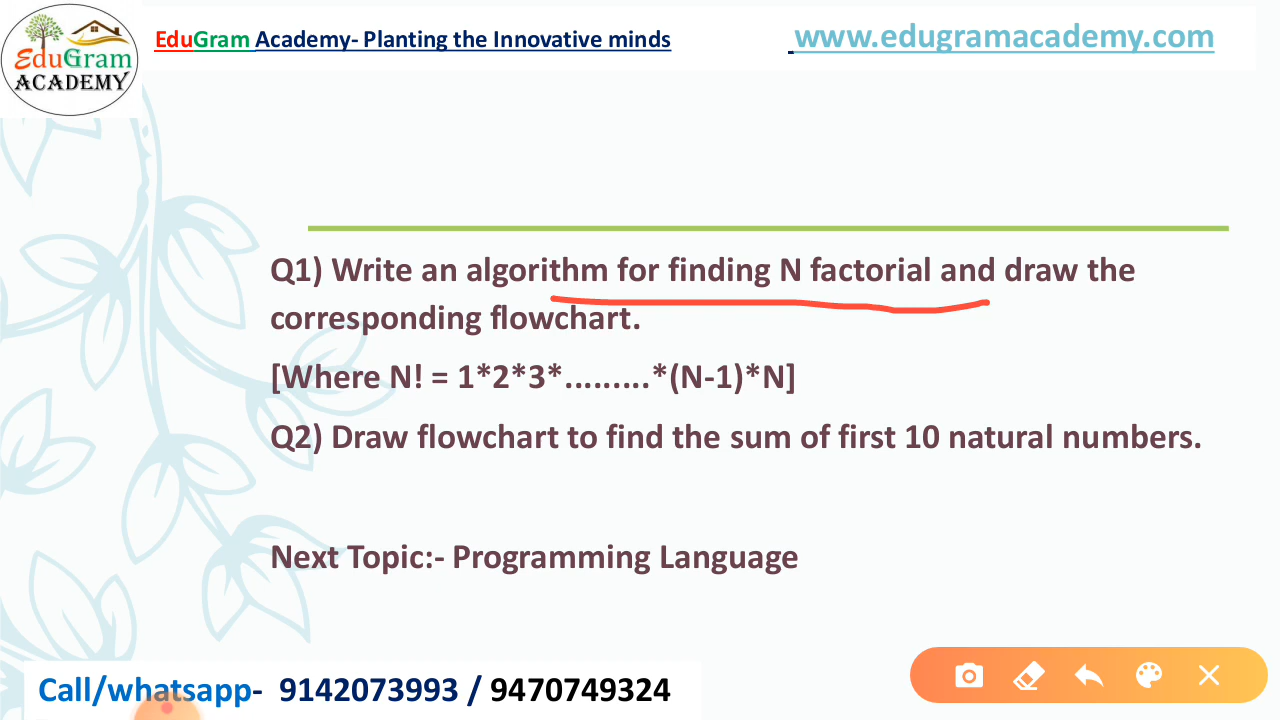 EduGram
ACADEMY
EduGram Academy- Planting the Innovative minds
www.edugramacademy.com
Q1) Write an algorithm for finding N factorial and draw the
corresponding flowchart.
[Where N! = 1*2*3*.........*(N-1)*N]
Q2) Draw flowchart to find the sum of first 10 natural numbers.
Next Topic:- Programming Language
Call/whatsapp- 9142073993 / 9470749324